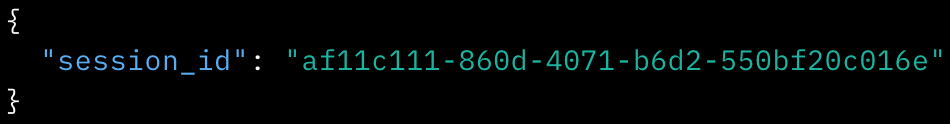 {
  "session_id": "af11c111-860d-4071-b6d2-550bf20c016e"
}